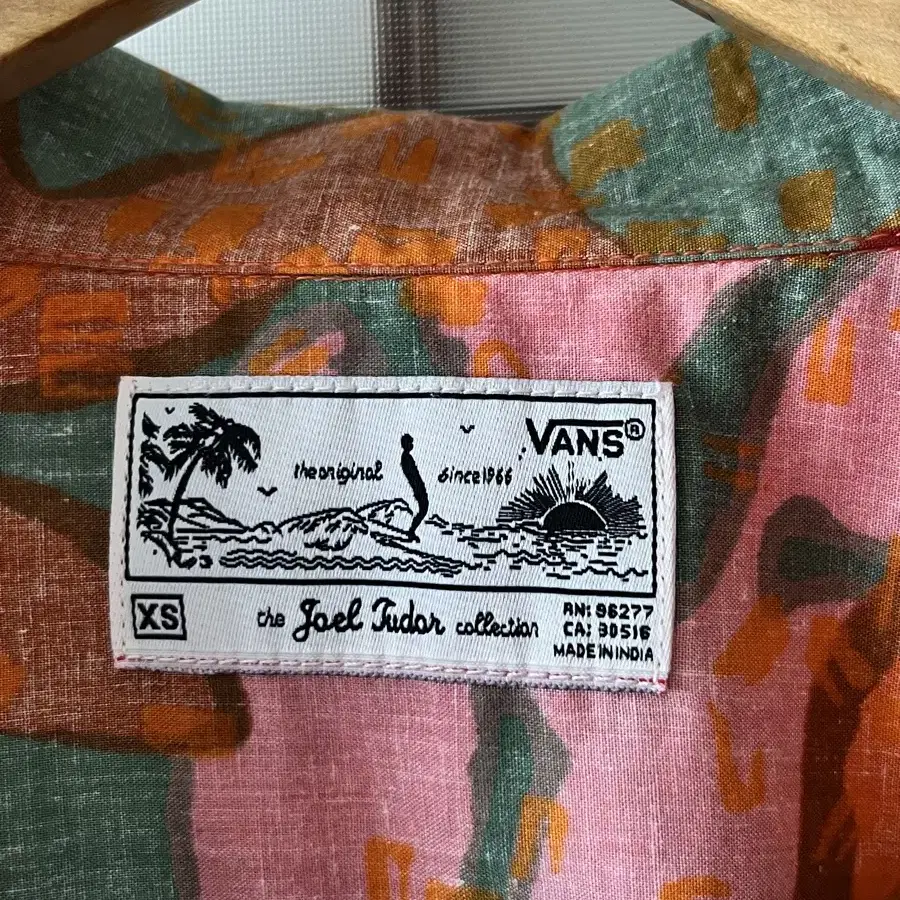 VANS®
the original since 1966
XS
the Joel Tudor collection
RN: 96277
CA: 30516
MADE IN INDIA